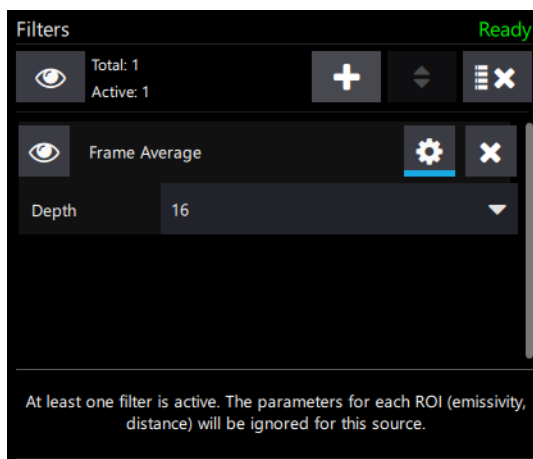 Filters
Ready
Total: 1
Active: 1
Frame Average
Depth
16
At least one filter is active. The parameters for each ROI (emissivity,
distance) will be ignored for this source.